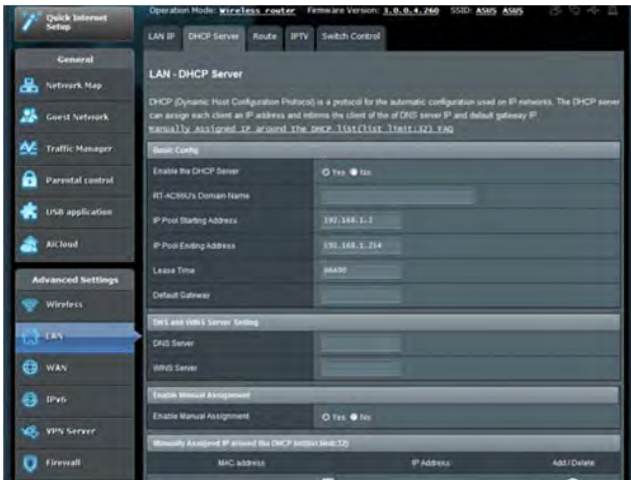 Quick Internet
Setup
Operation Mode: Wireless router Firmware Version: 3.0.0.4.260 SSID: ASUS ASUS
LAN IP DHCP Server Route IPTV Switch Control
General
Network Map
Guest Network
Traffic Manager
Parental control
USB application
AiCloud
Advanced Settings
Wireless
LAN
WAN
IPv6
VPN Server
Firewall
LAN - DHCP Server
DHCP (Dynamic Host Configuration Protocol) is a protocol for the automatic configuration used on IP networks. The DHCP server
can assign each client an IP address and informs the client of the of DNS server IP and default gateway IP
Manually Assigned IP around the DHCP list(list limit:32) FAQ
Basic Config
Enable the DHCP Server Yes No
Domain Name
IP Pool Starting Address 192.168.1.2
IP Pool Ending Address 192.168.1.254
Lease Time 86400
Default Gateway
DNS and WINS Server Setting
DNS Server
WINS Server
Enable Manual Assignment
Enable Manual Assignment Yes No
Manually Assigned IP around the DHCP list(list limit:32)
MAC address IP Address Add / Delete